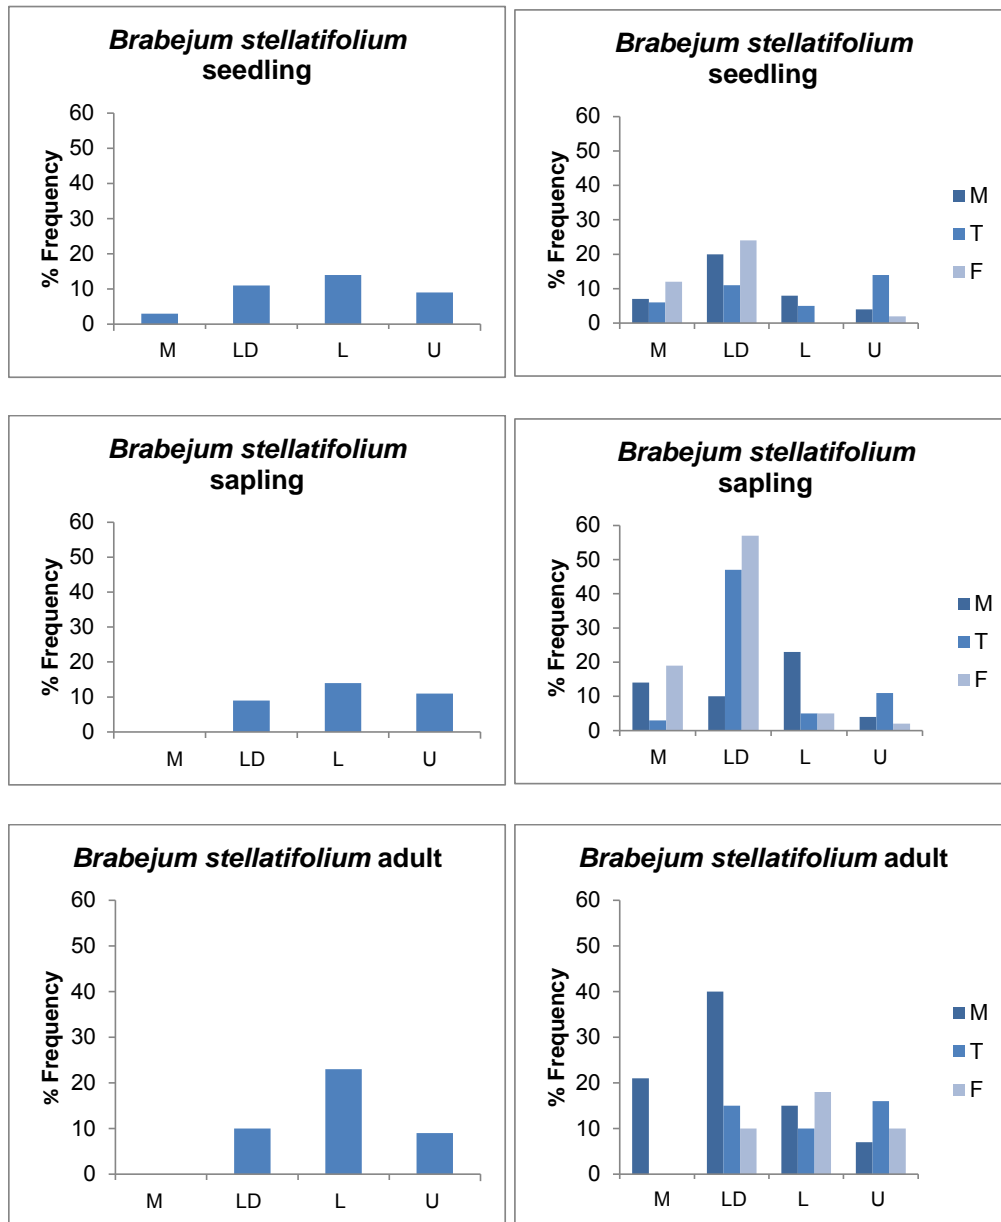 Brabejum stellatifolium
seedling
% Frequency
60
50
40
30
20
10
0
M LD L U
Brabejum stellatifolium
seedling
% Frequency
60
50
40
30
20
10
0
M LD L U
M
T
F
Brabejum stellatifolium
sapling
% Frequency
60
50
40
30
20
10
0
M LD L U
Brabejum stellatifolium
sapling
% Frequency
60
50
40
30
20
10
0
M LD L U
M
T
F
Brabejum stellatifolium adult
% Frequency
60
50
40
30
20
10
0
M LD L U
Brabejum stellatifolium adult
% Frequency
60
50
40
30
20
10
0
M LD L U
M
T
F